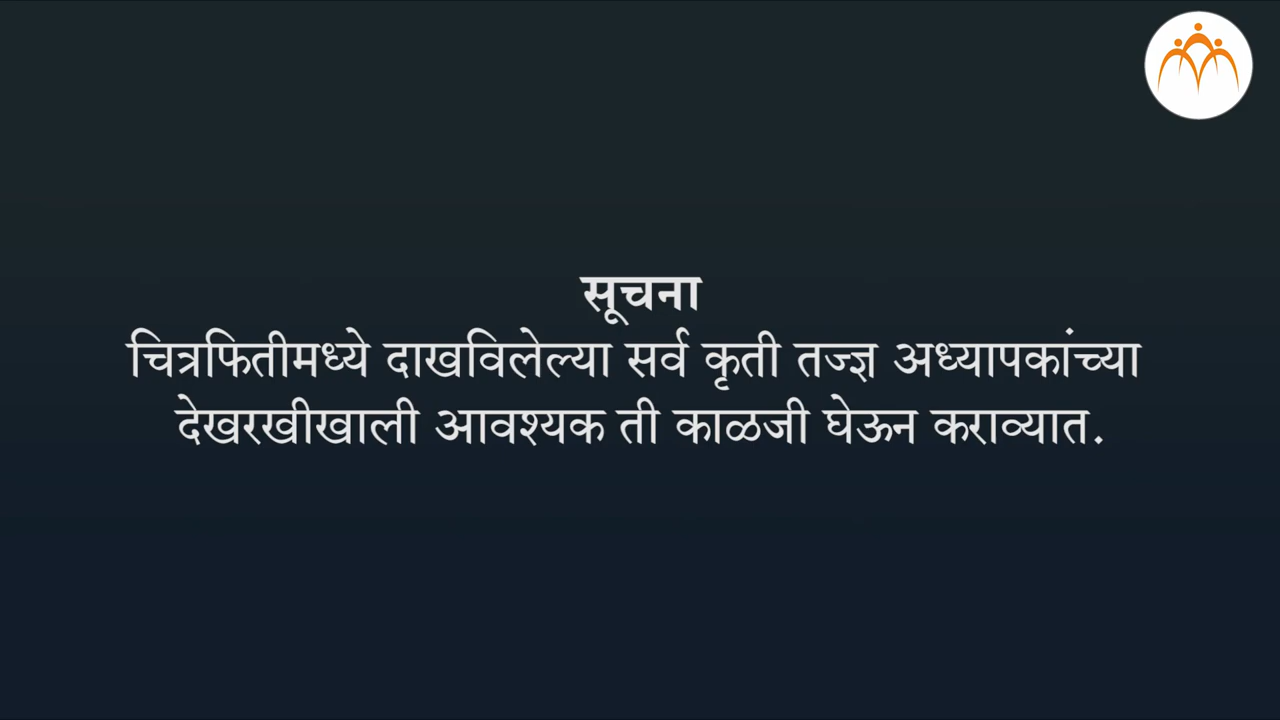 सूचना
चित्रफितीमध्ये दाखविलेल्या सर्व कृती तज्ज्ञ अध्यापकांच्या
देखरखीखाली आवश्यक ती काळजी घेऊन कराव्यात.